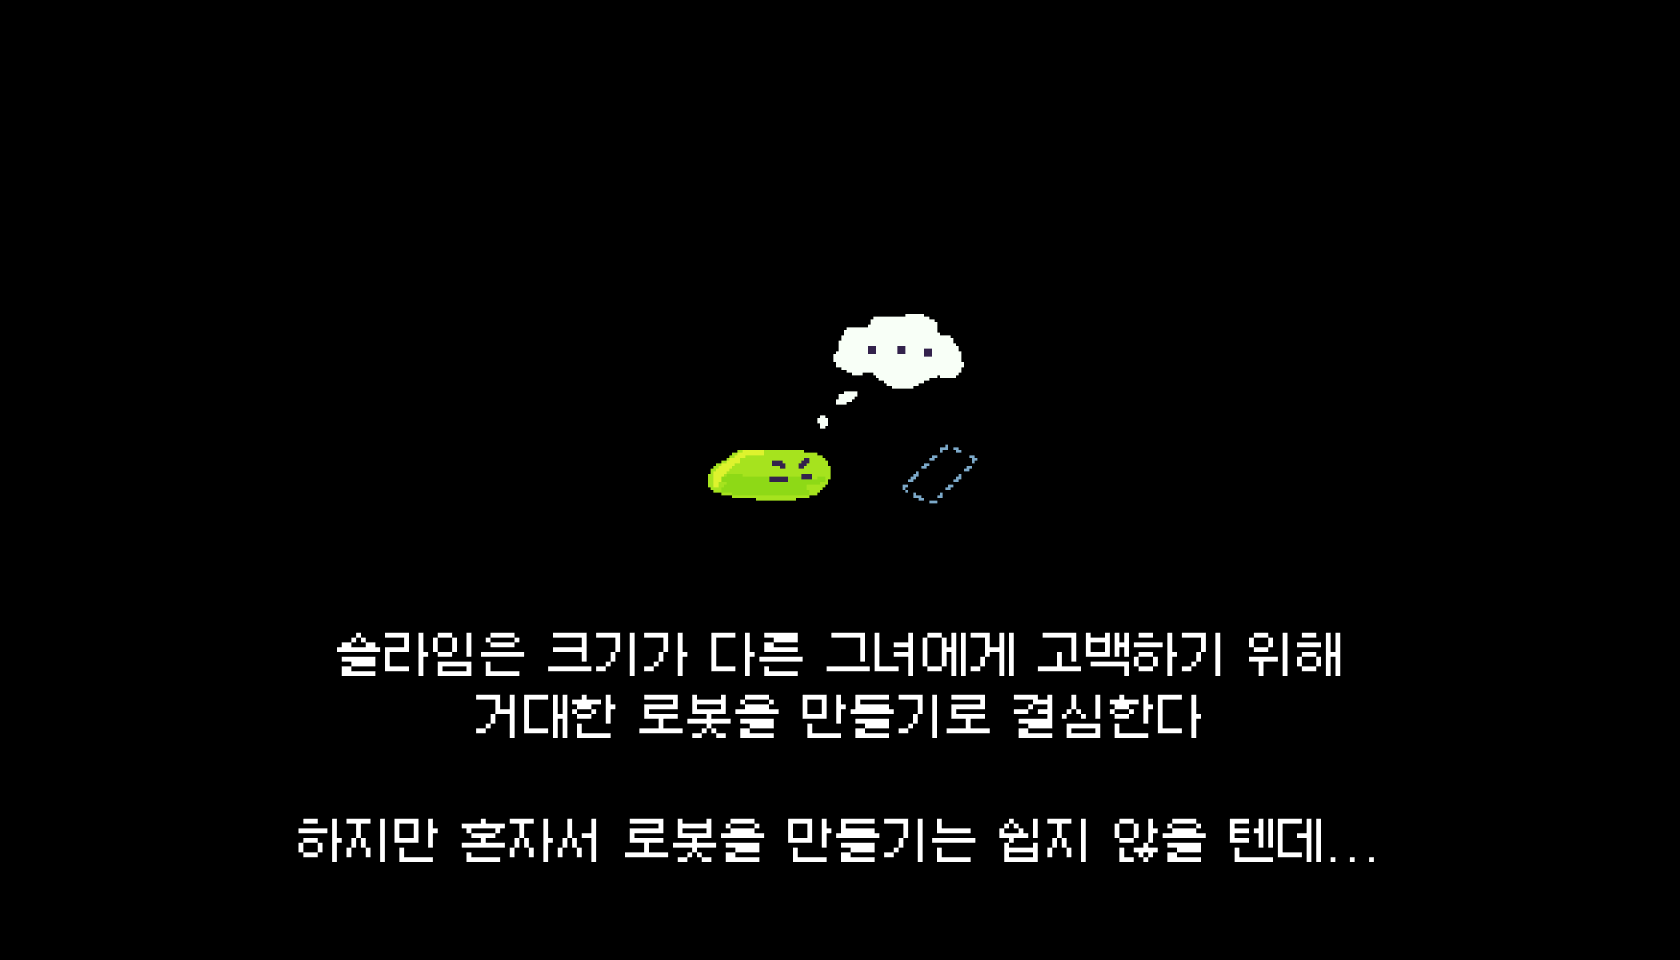 슬라임은 크기가 다른 그녀에게 고백하기 위해
거대한 로봇을 만들기로 결심한다
하지만 혼자서 로봇을 만들기는 쉽지 않을 텐데...